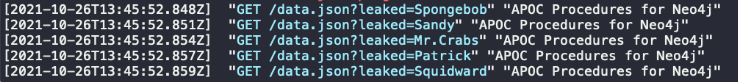 [2021-10-26T13:45:52.848Z]  "GET /data.json?leaked=Spongebob" "APOC Procedures for Neo4j"
[2021-10-26T13:45:52.851Z]  "GET /data.json?leaked=Sandy" "APOC Procedures for Neo4j"
[2021-10-26T13:45:52.854Z]  "GET /data.json?leaked=Mr.Crabs" "APOC Procedures for Neo4j"
[2021-10-26T13:45:52.857Z]  "GET /data.json?leaked=Patrick" "APOC Procedures for Neo4j"
[2021-10-26T13:45:52.859Z]  "GET /data.json?leaked=Squidward" "APOC Procedures for Neo4j"